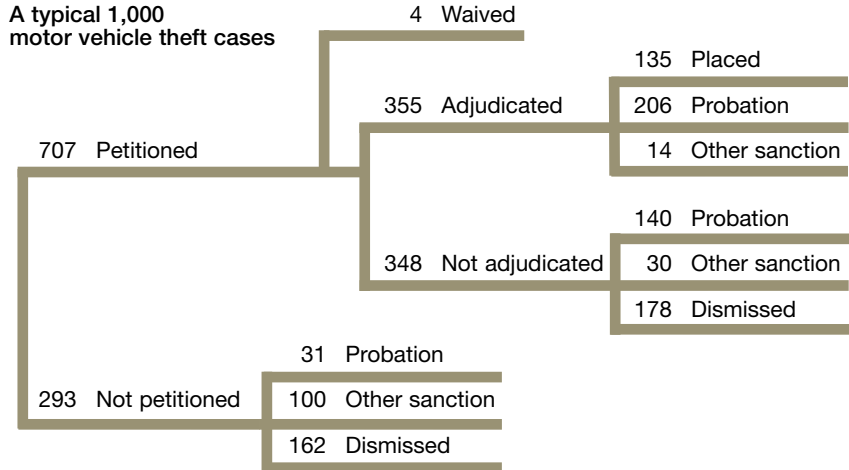 A typical 1,000
motor vehicle theft cases
4 Waived
707 Petitioned
355 Adjudicated
135 Placed
206 Probation
14 Other sanction
348 Not adjudicated
140 Probation
30 Other sanction
178 Dismissed
293 Not petitioned
31 Probation
100 Other sanction
162 Dismissed